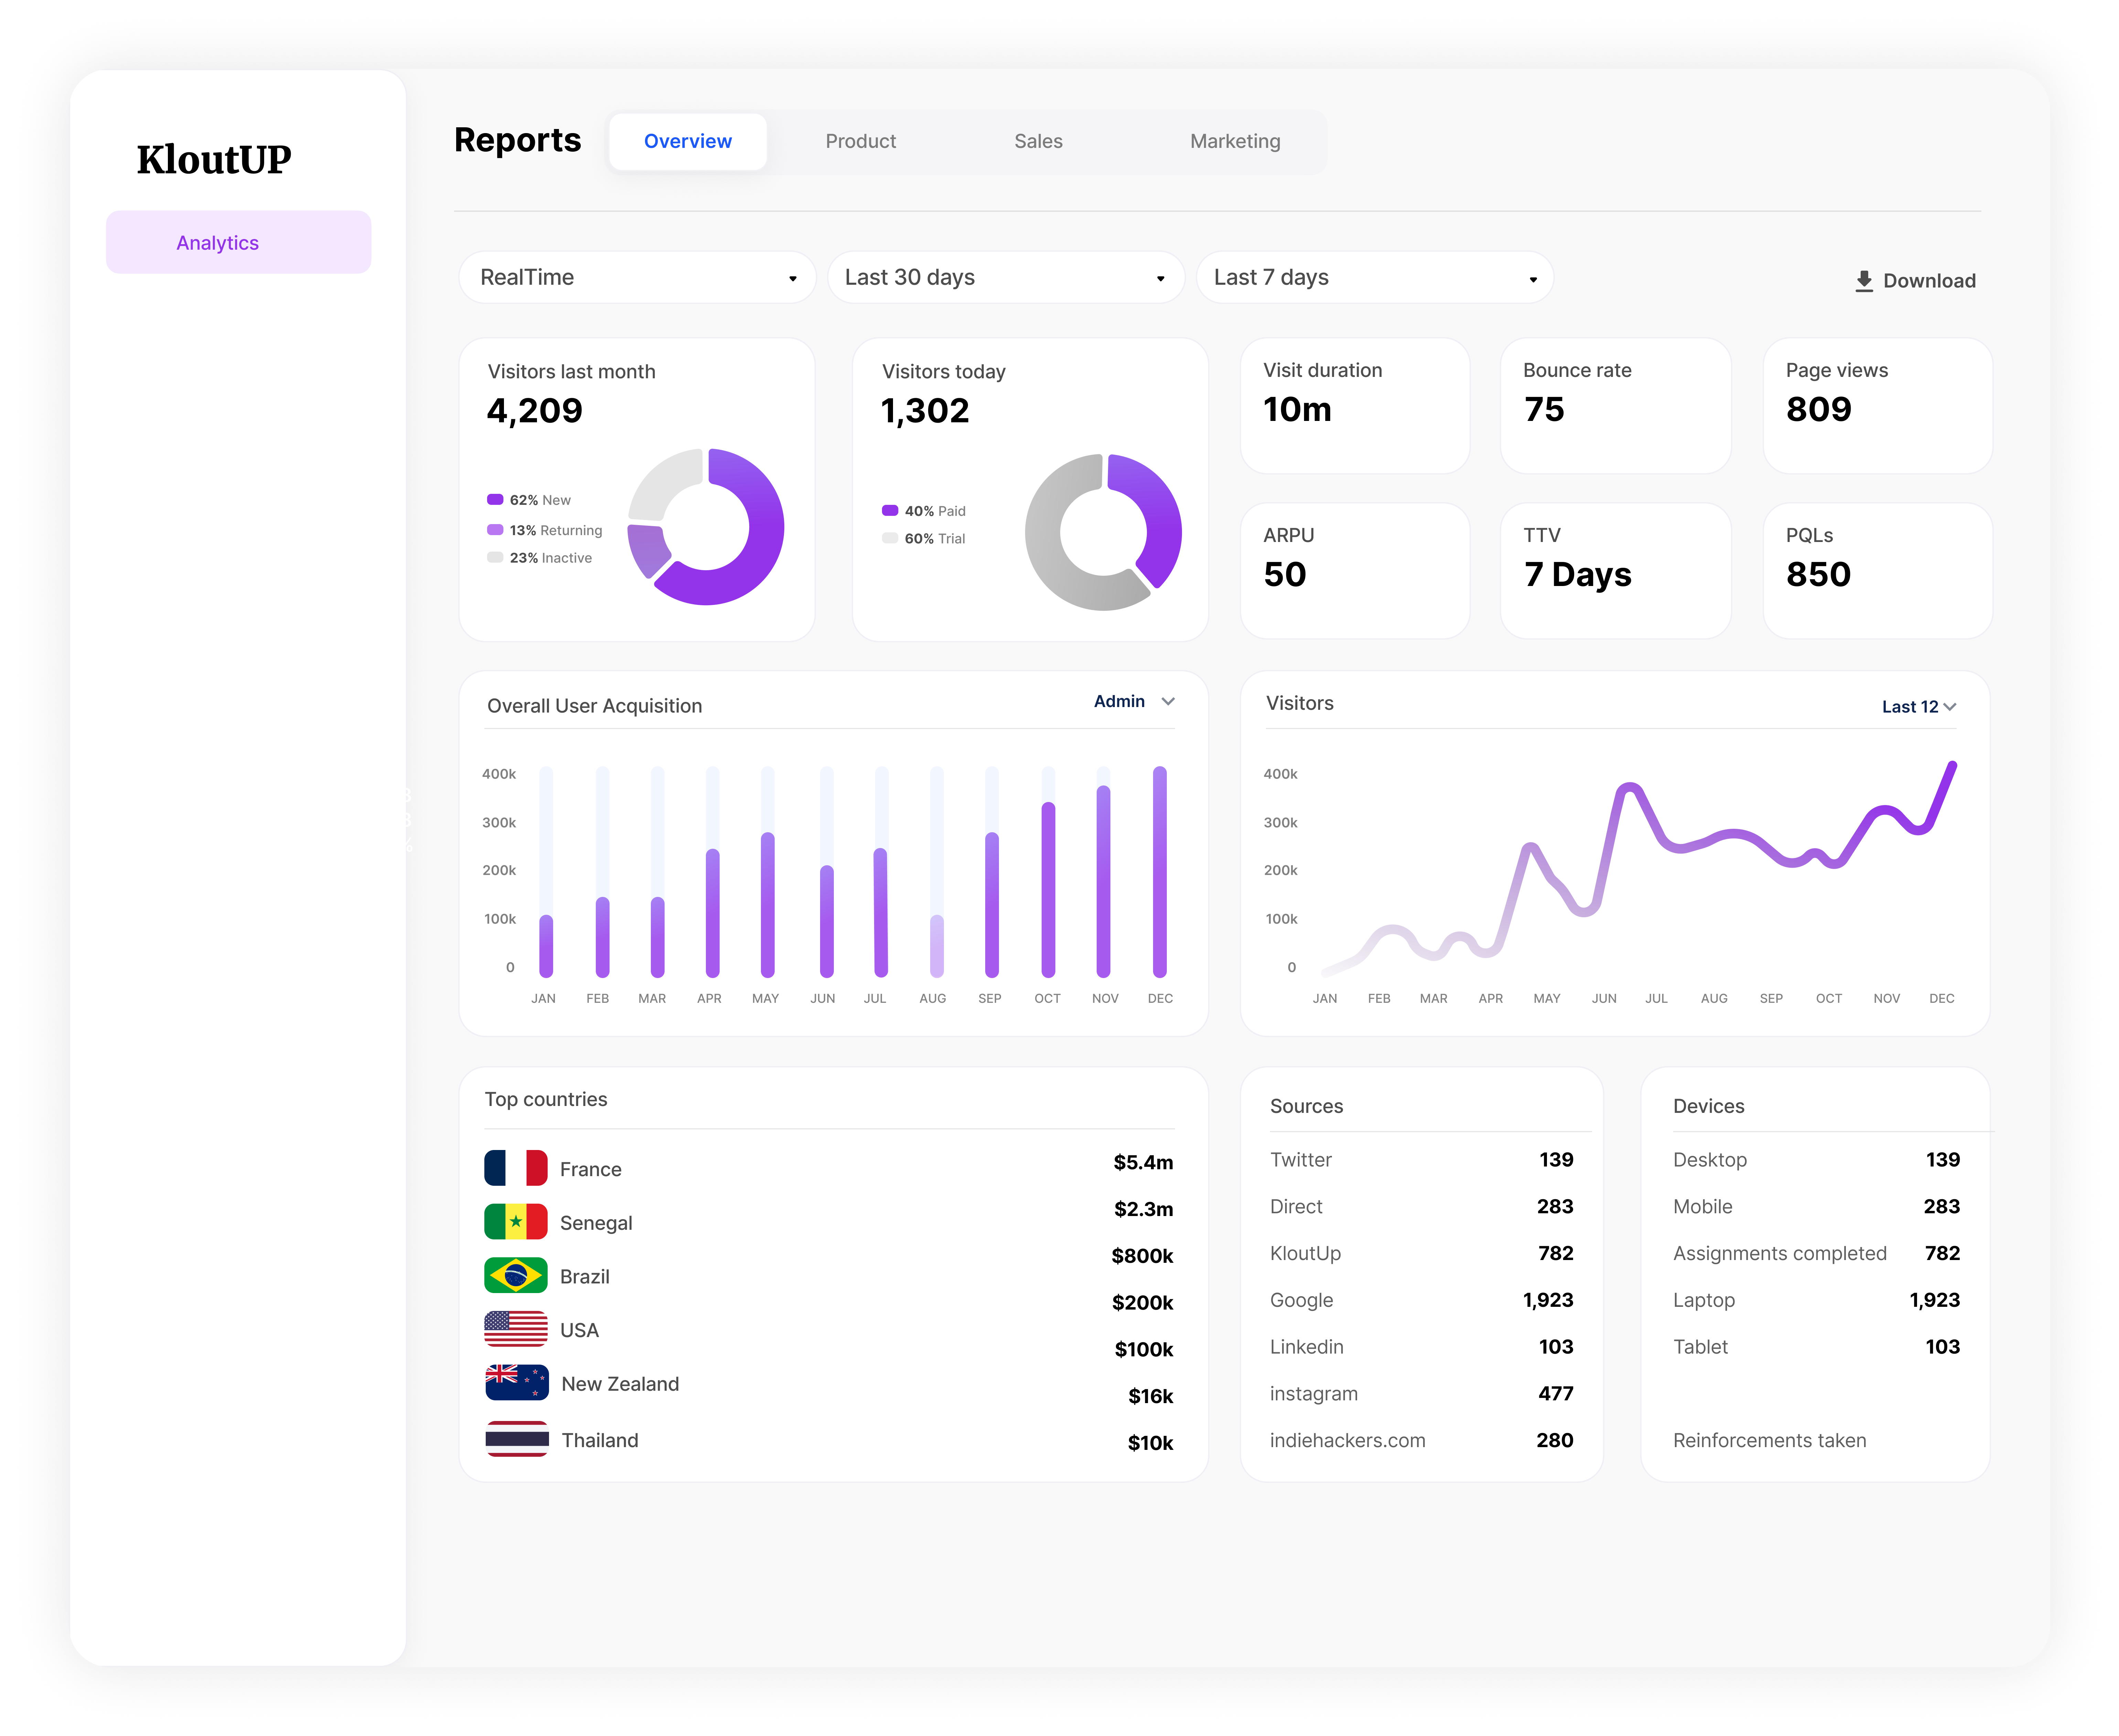 KloutUP
Analytics
Reports
Overview
Product
Sales
Marketing
RealTime
Last 30 days
Last 7 days
Download
Visitors last month
4,209
62% New
13% Returning
23% Inactive
Visitors today
1,302
40% Paid
60% Trial
Visit duration
10m
Bounce rate
75
Page views
809
ARPU
50
TTV
7 Days
PQLs
850
Overall User Acquisition
Admin
400k
300k
200k
100k
0
JAN FEB MAR APR MAY JUN JUL AUG SEP OCT NOV DEC
Visitors
Last 12
400k
300k
200k
100k
0
JAN FEB MAR APR MAY JUN JUL AUG SEP OCT NOV DEC
Top countries
France $5.4m
Senegal $2.3m
Brazil $800k
USA $200k
$100k
New Zealand $16k
Thailand $10k
Sources
Twitter 139
Direct 283
KloutUp 782
Google 1,923
Linkedin 103
instagram 477
indiehackers.com 280
Devices
Desktop 139
Mobile 283
Assignments completed 782
Laptop 1,923
Tablet 103
Reinforcements taken